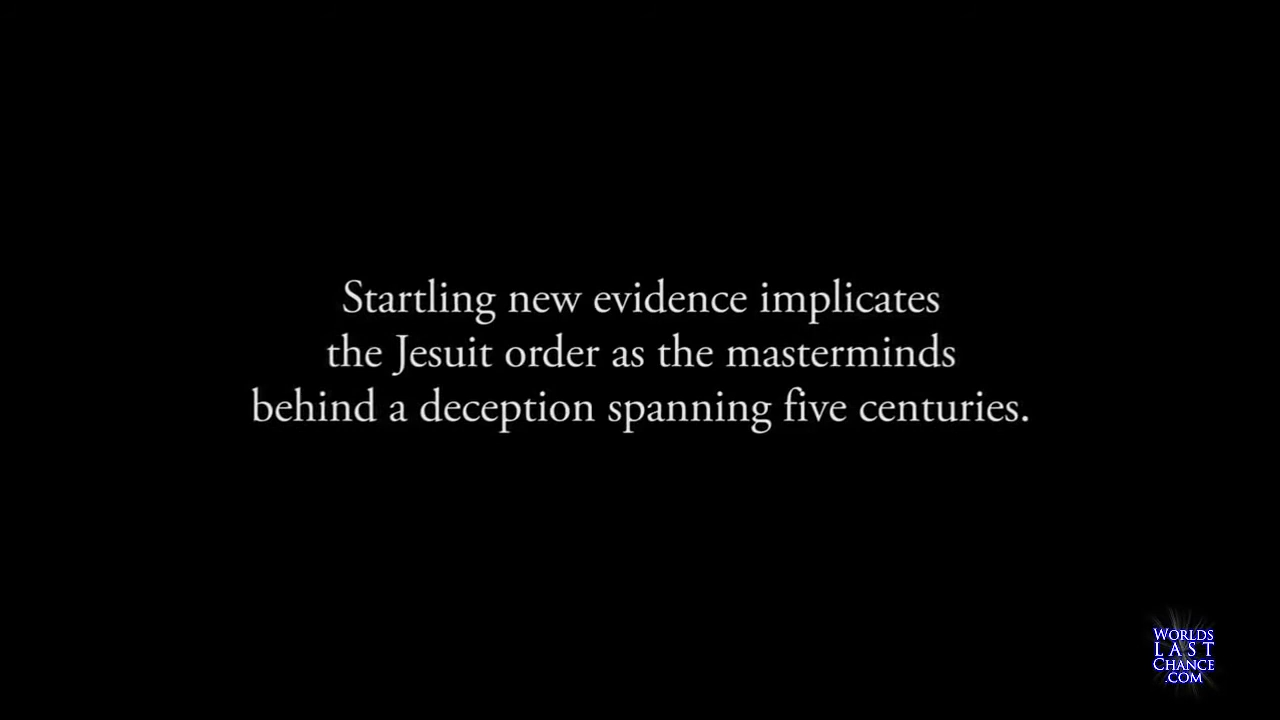 Startling new evidence implicates
the Jesuit order as the masterminds
behind a deception spanning five centuries.
WORLDS
LAST
CHANCE
.COM